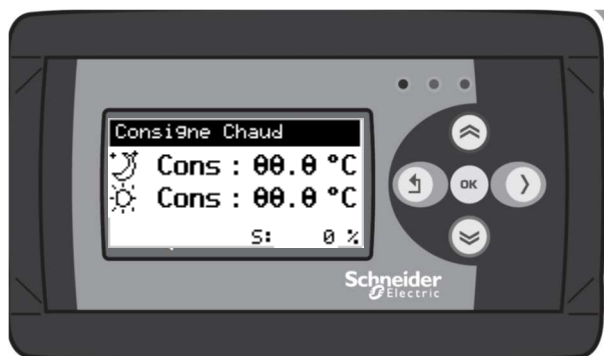 Consigne Chaud
Cons : 00.0 °C
Cons : 00.0 °C
S: 0 %
OK
Schneider
Electric